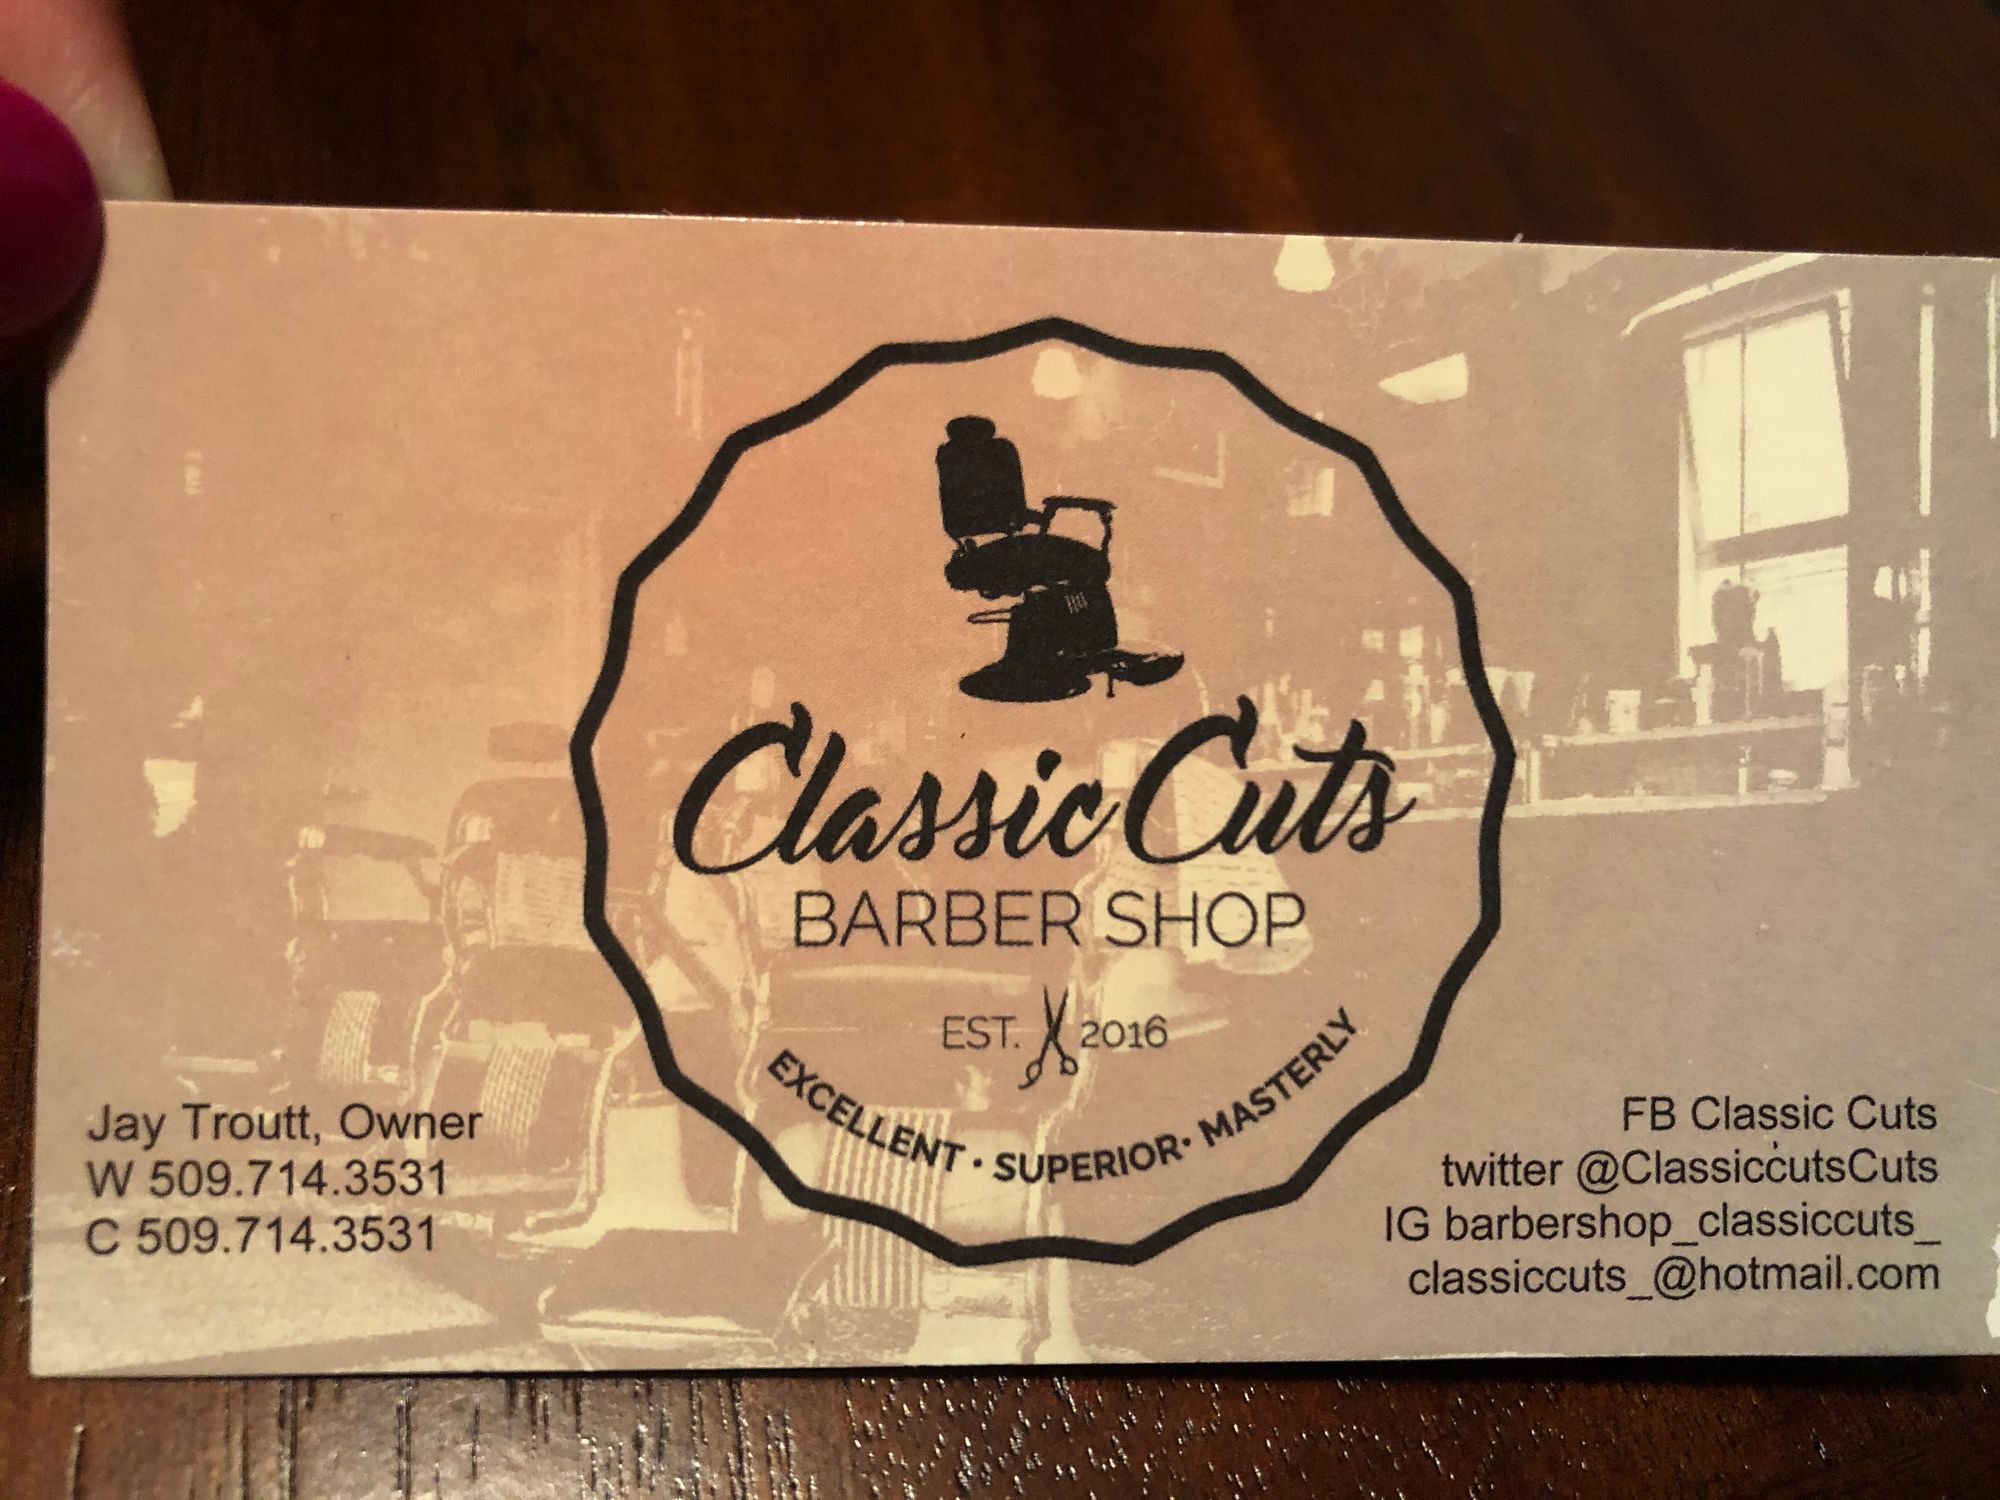 Classic Cuts
BARBER SHOP
EST. 2016
EXCELLENT · SUPERIOR · MASTERLY
Jay Troutt, Owner
W 509.714.3531
C 509.714.3531
FB Classic Cuts
twitter @ClassiccutsCuts
IG barbershop_classiccuts_
classiccuts_@hotmail.com